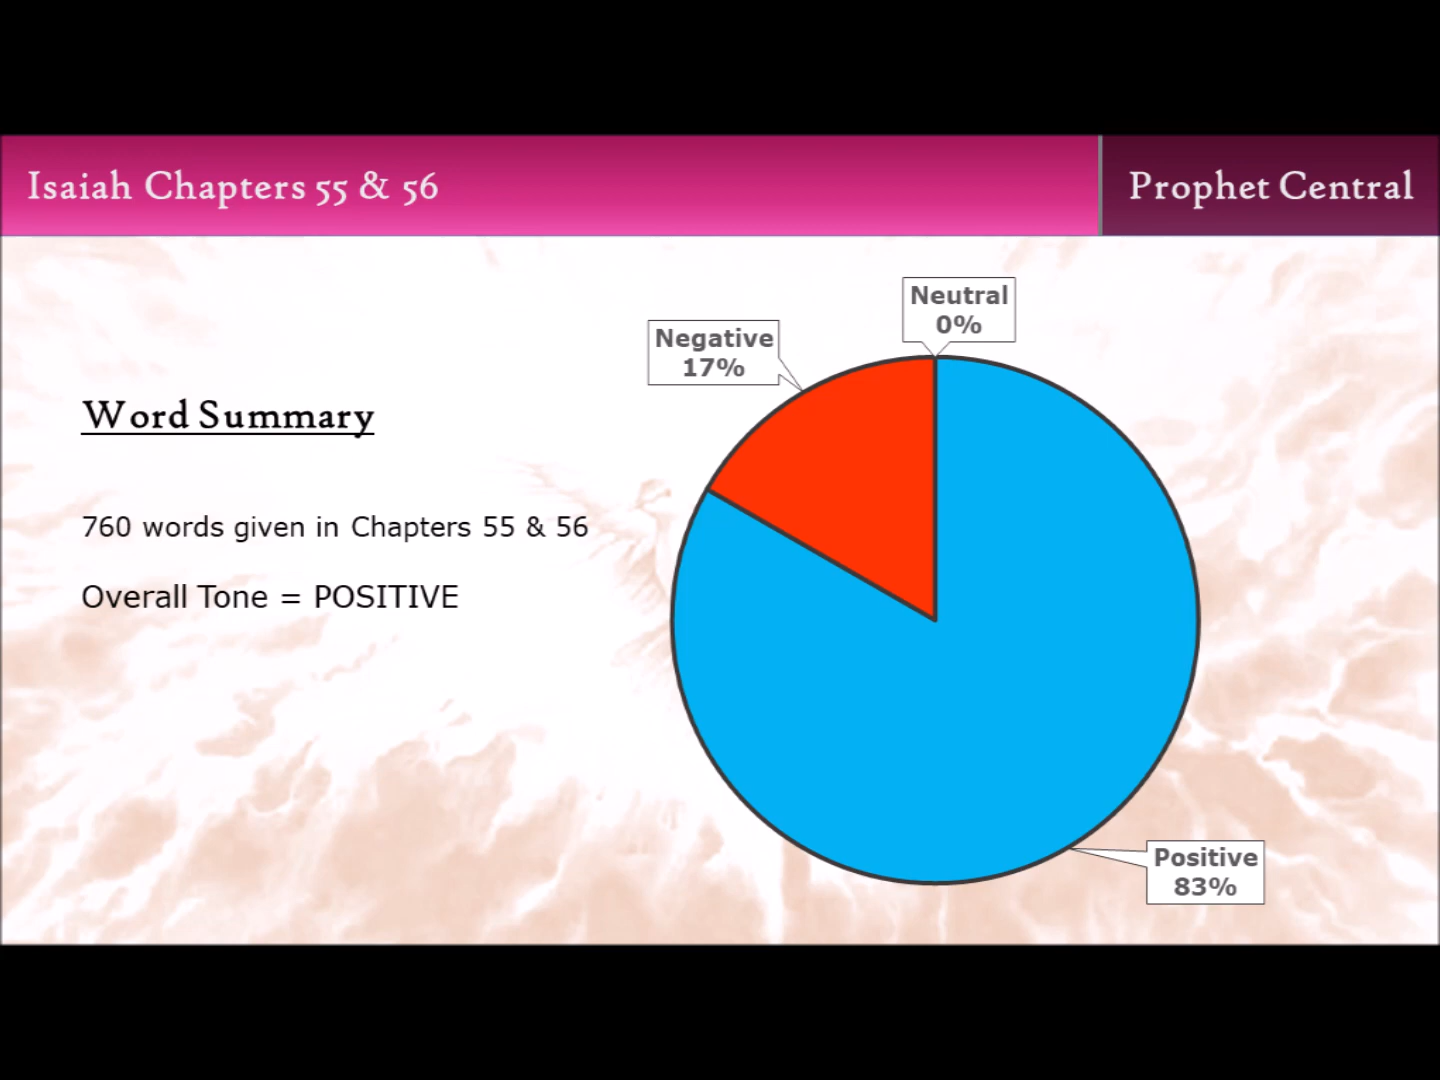 Isaiah Chapters 55 & 56
Prophet Central
Neutral
0%
Negative
17%
Word Summary
760 words given in Chapters 55 & 56
Overall Tone = POSITIVE
Positive
83%